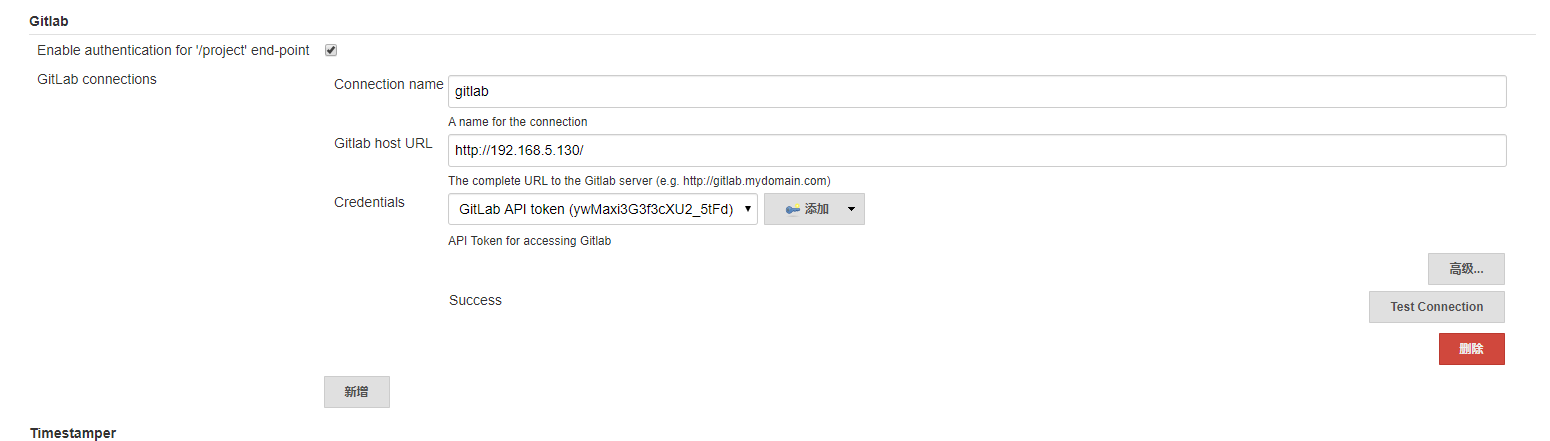 Gitlab
Enable authentication for '/project' end-point
GitLab connections
Connection name
gitlab
A name for the connection
Gitlab host URL
http://192.168.5.130/
The complete URL to the Gitlab server (e.g. http://gitlab.mydomain.com)
Credentials
GitLab API token (ywMaxi3G3f3cXU2_5tFd)
添加
API Token for accessing Gitlab
高级...
Success
Test Connection
删除
新增
Timestamper